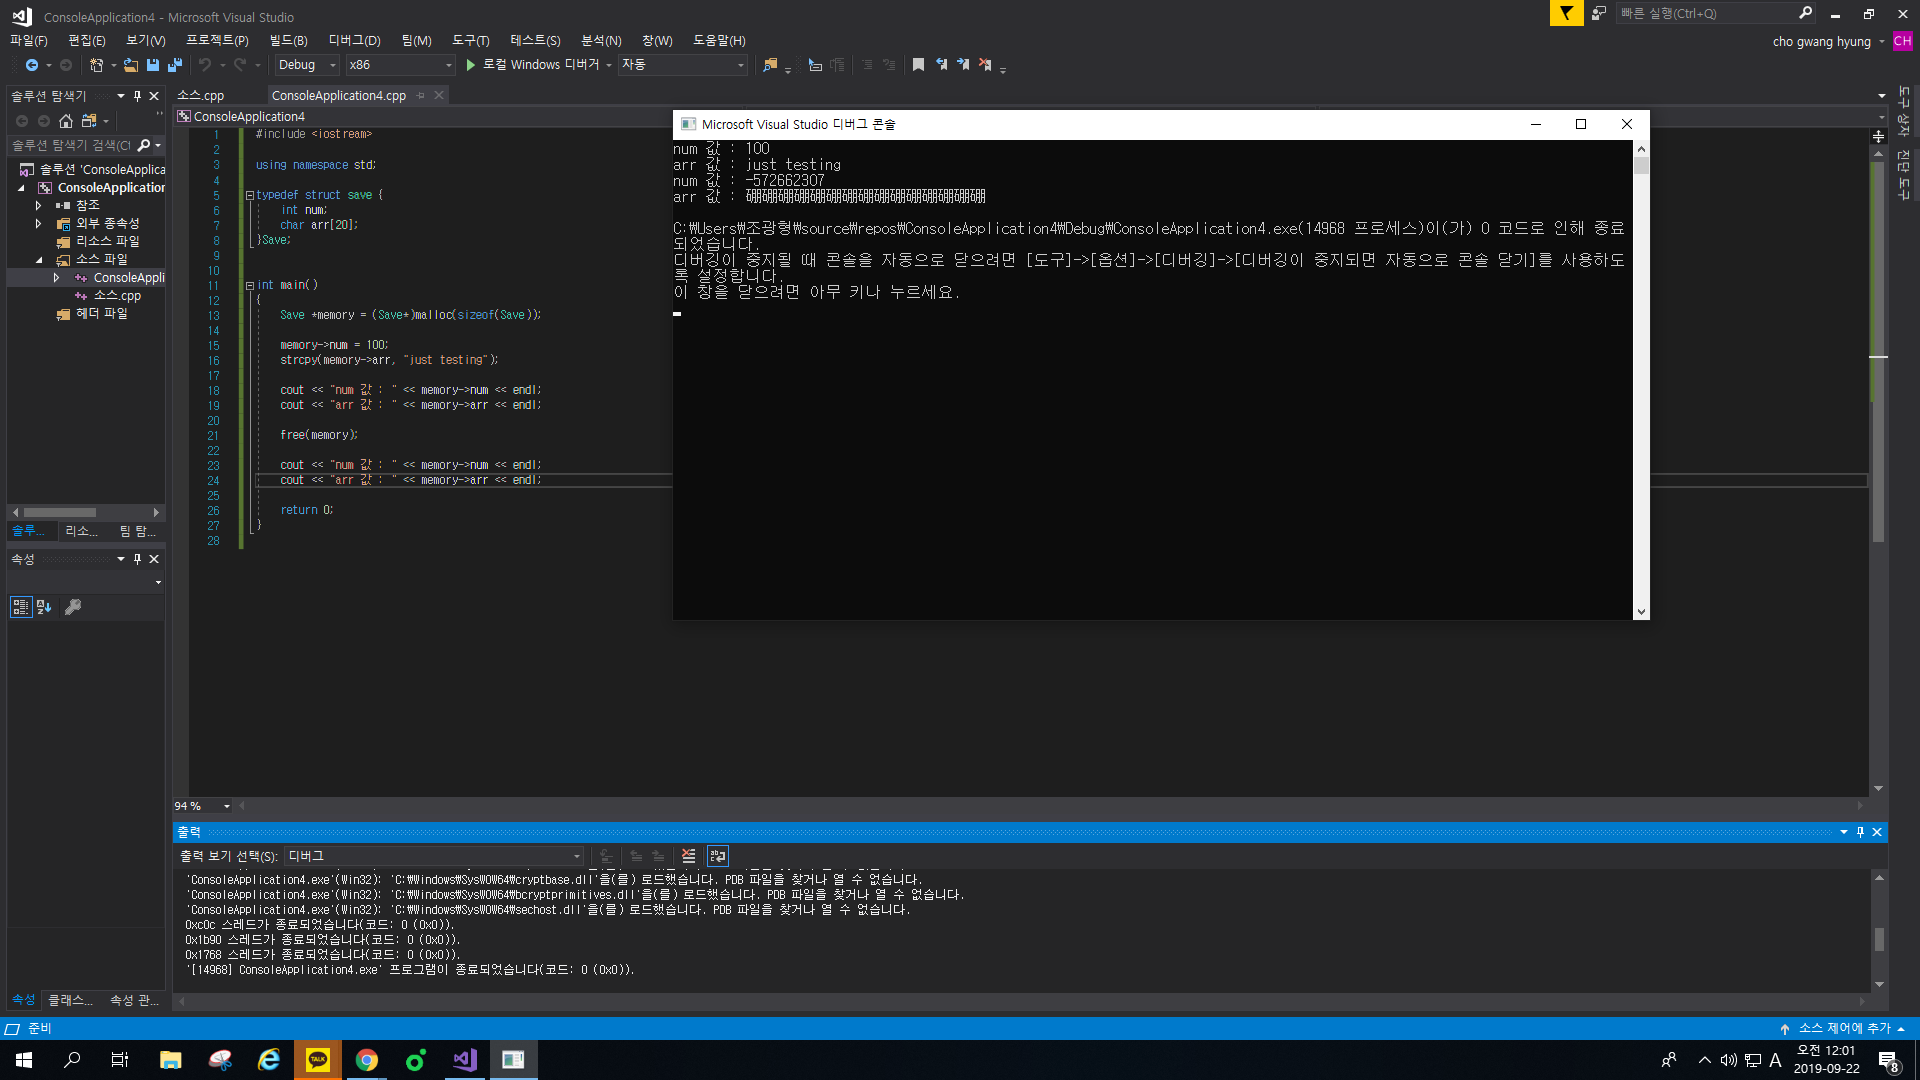 ConsoleApplication4 - Microsoft Visual Studio
빠른 실행(Ctrl+Q)
파일(F) 편집(E) 보기(V) 프로젝트(P) 빌드(B) 디버그(D) 팀(M) 도구(T) 테스트(S) 분석(N) 창(W) 도움말(H)
cho gwang hyung CH
Debug x86 로컬 Windows 디버거 자동
솔루션 탐색기
소스.cpp ConsoleApplication4.cpp
ConsoleApplication4
솔루션 탐색기 검색(Ct
솔루션 'ConsoleApplica
ConsoleApplication
참조
외부 종속성
리소스 파일
소스 파일
ConsoleAppli
소스.cpp
헤더 파일
솔루... 리소... 팀 탐...
속성
속성 클래스... 속성 관...
도구 상자
진단 도구
1 #include <iostream>
2
3 using namespace std;
4
5 typedef struct save {
6 int num;
7 char arr[20];
8 }Save;
9
10
11 int main()
12 {
13 Save *memory = (Save*)malloc(sizeof(Save));
14
15 memory->num = 100;
16 strcpy(memory->arr, "just testing");
17
18 cout << "num 값 : " << memory->num << endl;
19 cout << "arr 값 : " << memory->arr << endl;
20
21 free(memory);
22
23 cout << "num 값 : " << memory->num << endl;
24 cout << "arr 값 : " << memory->arr << endl;
25
26 return 0;
27 }
28
94 %
Microsoft Visual Studio 디버그 콘솔
num 값 : 100
arr 값 : just testing
num 값 : -572662307
arr 값 :
C:\Users\조광형\source\repos\ConsoleApplication4\Debug\ConsoleApplication4.exe(14968 프로세스)이(가) 0 코드로 인해 종료
되었습니다.
디버깅이 중지될 때 콘솔을 자동으로 닫으려면 [도구]->[옵션]->[디버깅]->[디버깅이 중지되면 자동으로 콘솔 닫기]를 사용하도
록 설정합니다.
이 창을 닫으려면 아무 키나 누르세요.
출력
출력 보기 선택(S): 디버그
'ConsoleApplication4.exe'(Win32): 'C:\Windows\SysWOW64\cryptbase.dll'을(를) 로드했습니다. PDB 파일을 찾거나 열 수 없습니다.
'ConsoleApplication4.exe'(Win32): 'C:\Windows\SysWOW64\bcryptprimitives.dll'을(를) 로드했습니다. PDB 파일을 찾거나 열 수 없습니다.
'ConsoleApplication4.exe'(Win32): 'C:\Windows\SysWOW64\sechost.dll'을(를) 로드했습니다. PDB 파일을 찾거나 열 수 없습니다.
0xc0c 스레드가 종료되었습니다(코드: 0 (0x0)).
0x1b90 스레드가 종료되었습니다(코드: 0 (0x0)).
0x1768 스레드가 종료되었습니다(코드: 0 (0x0)).
'[14968] ConsoleApplication4.exe' 프로그램이 종료되었습니다(코드: 0 (0x0)).
준비
소스 제어에 추가
TALK
A
오전 12:01
2019-09-22
8